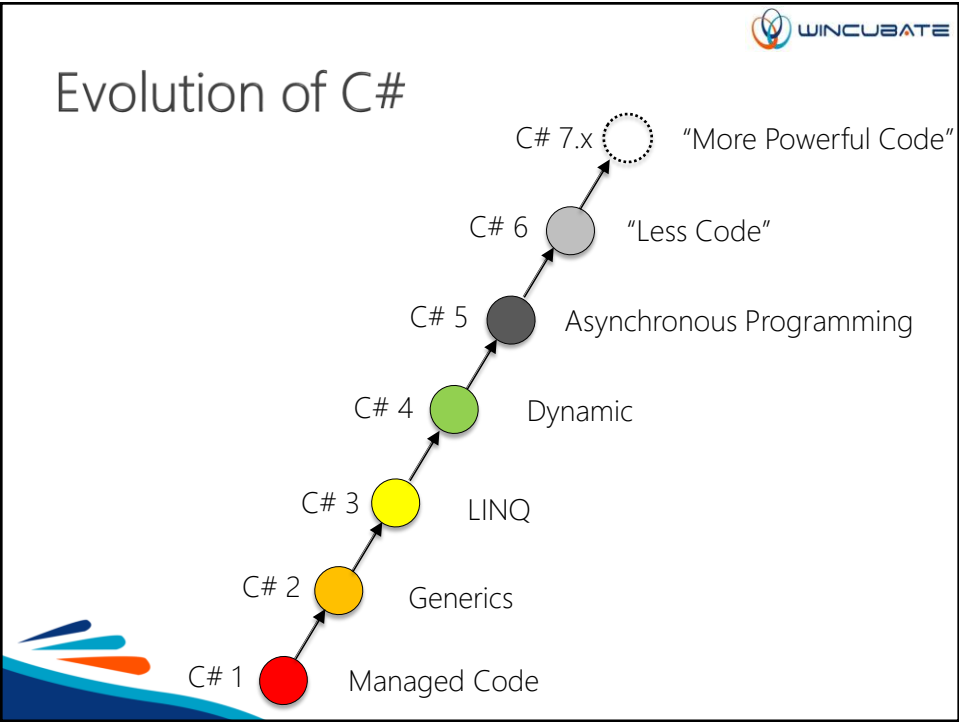 WINCUBATE
Evolution of C#
C# 7.x “More Powerful Code”
C# 6 “Less Code”
C# 5 Asynchronous Programming
C# 4 Dynamic
C# 3 LINQ
C# 2 Generics
C# 1 Managed Code